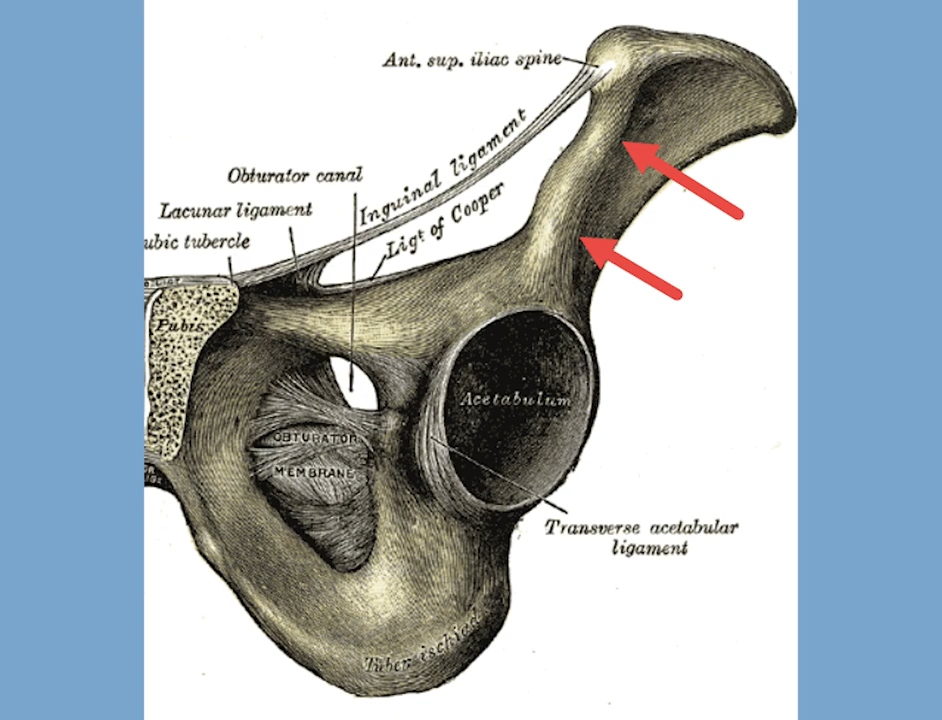 Ant. sup. iliac spine
Inguinal ligament
Obturator canal
Ligt of Cooper
Lacunar ligament
ubic tubercle
Pubis
Acetabulum
OBTURATOR
MEMBRANE
Transverse acetabular
ligament
Tuber ischiad